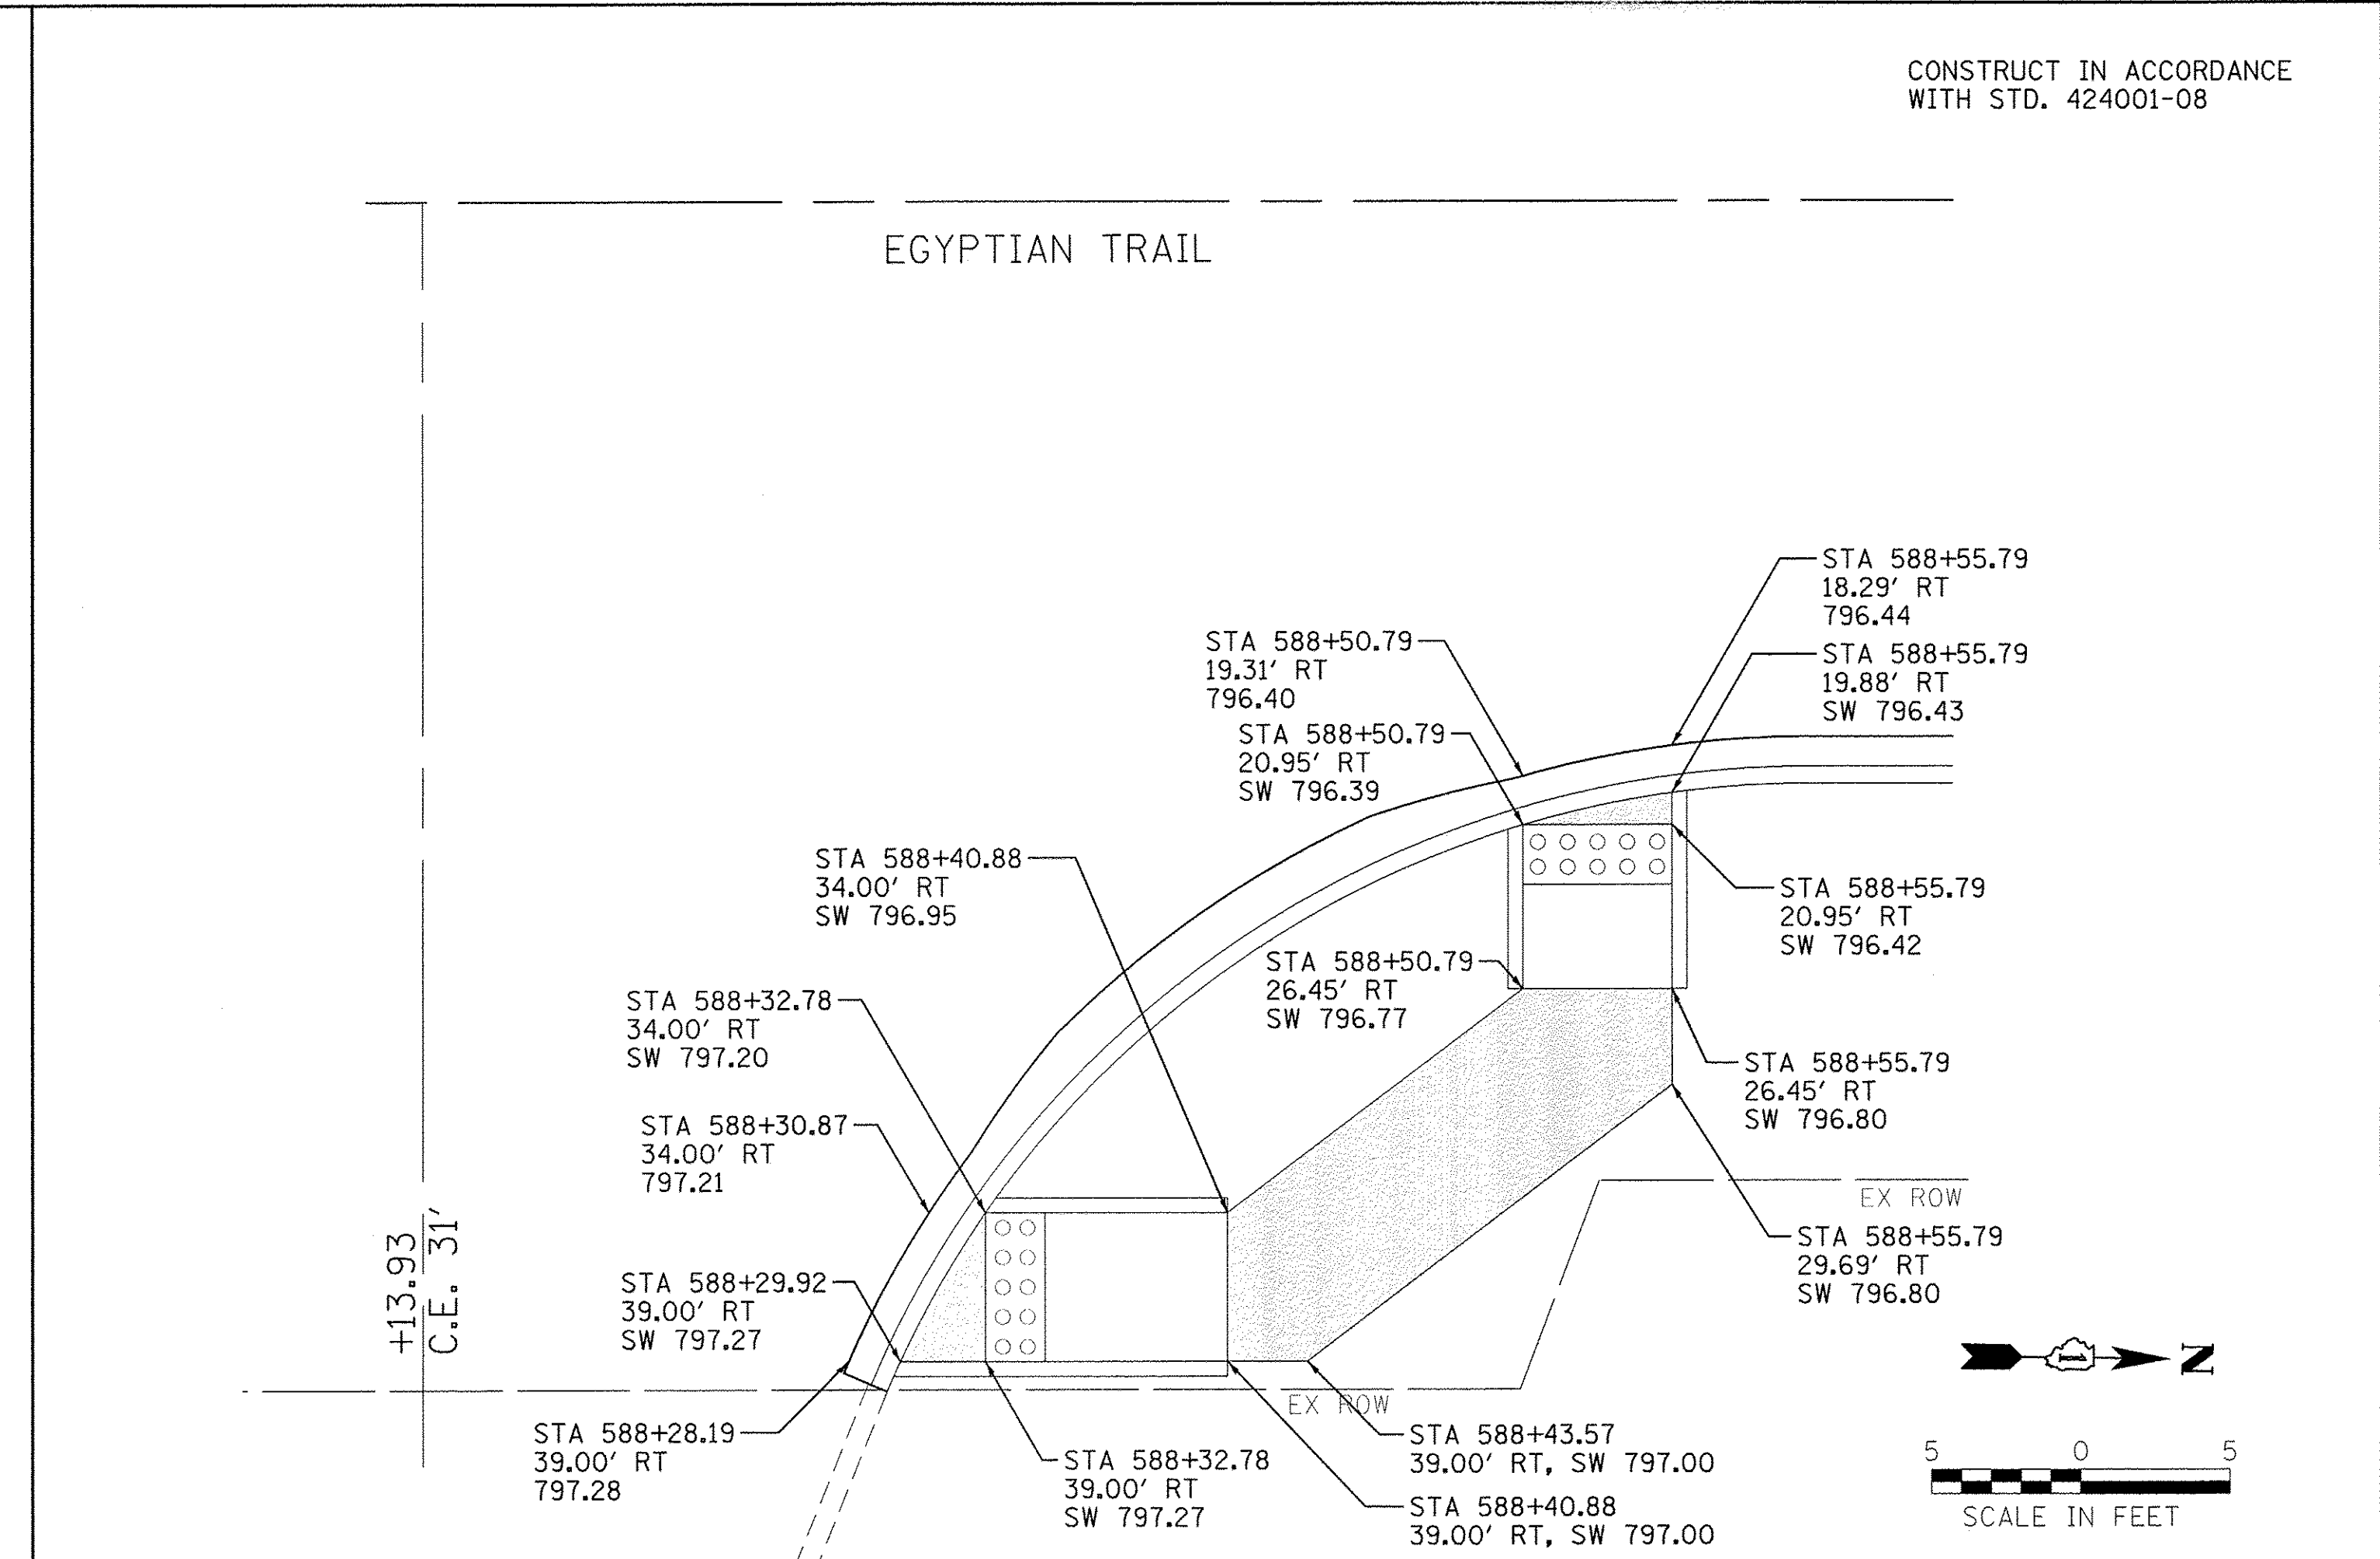 CONSTRUCT IN ACCORDANCE
WITH STD. 424001-08
EGYPTIAN TRAIL
STA 588+55.79
18.29' RT
796.44
STA 588+50.79
19.31' RT
796.40
STA 588+55.79
19.88' RT
SW 796.43
STA 588+50.79
20.95' RT
SW 796.39
STA 588+40.88
34.00' RT
SW 796.95
STA 588+55.79
20.95' RT
SW 796.42
STA 588+50.79
26.45' RT
SW 796.77
STA 588+32.78
34.00' RT
SW 797.20
STA 588+55.79
26.45' RT
SW 796.80
STA 588+30.87
34.00' RT
797.21
EX ROW
STA 588+55.79
29.69' RT
SW 796.80
+13.93
C.E. 31'
STA 588+29.92
39.00' RT
SW 797.27
N
EX ROW
STA 588+28.19
39.00' RT
797.28
STA 588+32.78
39.00' RT
SW 797.27
STA 588+43.57
39.00' RT, SW 797.00
STA 588+40.88
39.00' RT, SW 797.00
5 0 5
SCALE IN FEET